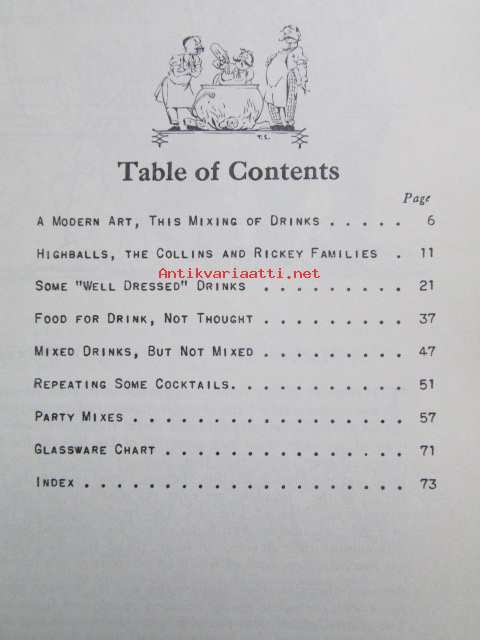 T.S.
Table of Contents
Page
A Modern Art, This Mixing of Drinks . . . . . 6
Highballs, the Collins and Rickey Families . 11
Antikvariaatti.net
Some "Well Dressed" Drinks . . . . . . . . . 21
Food for Drink, Not Thought . . . . . . . . . 37
Mixed Drinks, But Not Mixed . . . . . . . . . 47
Repeating Some Cocktails. . . . . . . . . . . 51
Party Mixes . . . . . . . . . . . . . . . . . 57
Glassware Chart . . . . . . . . . . . . . . . 71
Index . . . . . . . . . . . . . . . . . . . . 73